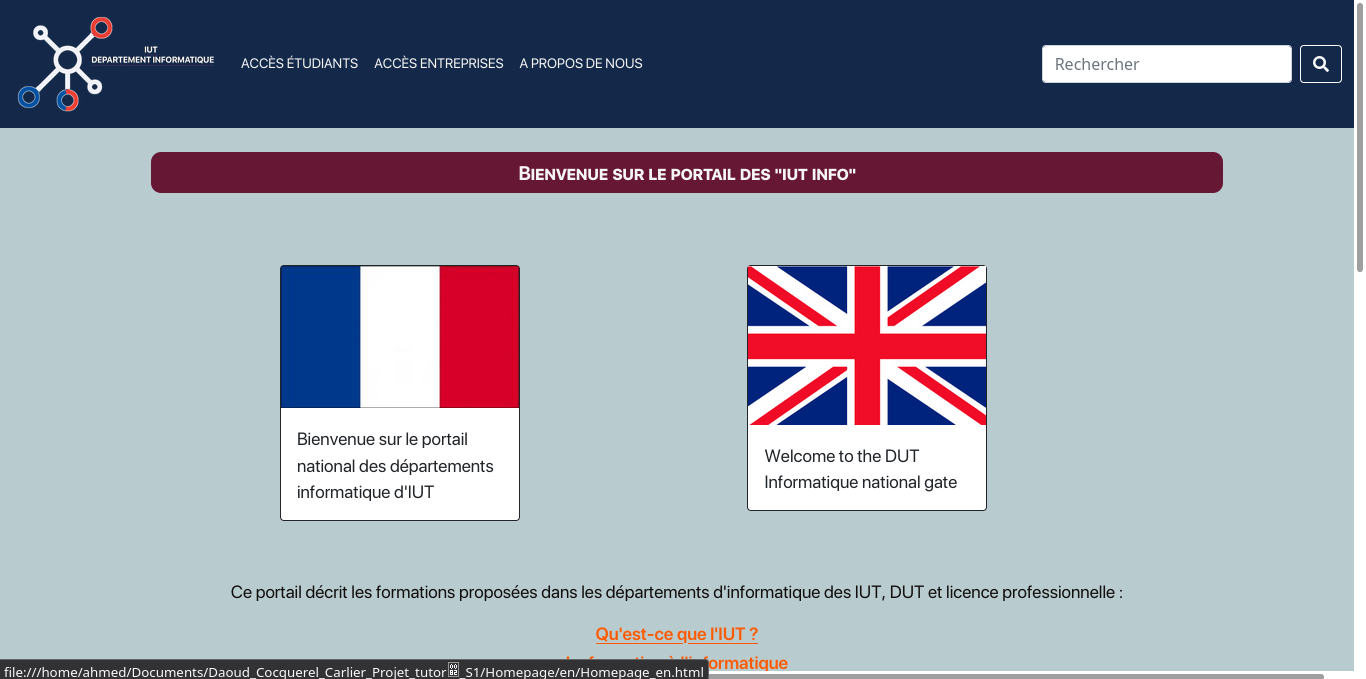 IUT
DEPARTEMENT INFORMATIQUE
ACCÈS ÉTUDIANTS ACCÈS ENTREPRISES A PROPOS DE NOUS
Rechercher
BIENVENUE SUR LE PORTAIL DES "IUT INFO"
Bienvenue sur le portail
national des départements
informatique d'IUT
Welcome to the DUT
Informatique national gate
Ce portail décrit les formations proposées dans les départements d'informatique des IUT, DUT et licence professionnelle :
Qu'est-ce que l'IUT ?
l'informatique
file:///home/ahmed/Documents/Daoud_Cocquerel_Carlier_Projet_tutor _S1/Homepage/en/Homepage_en.html